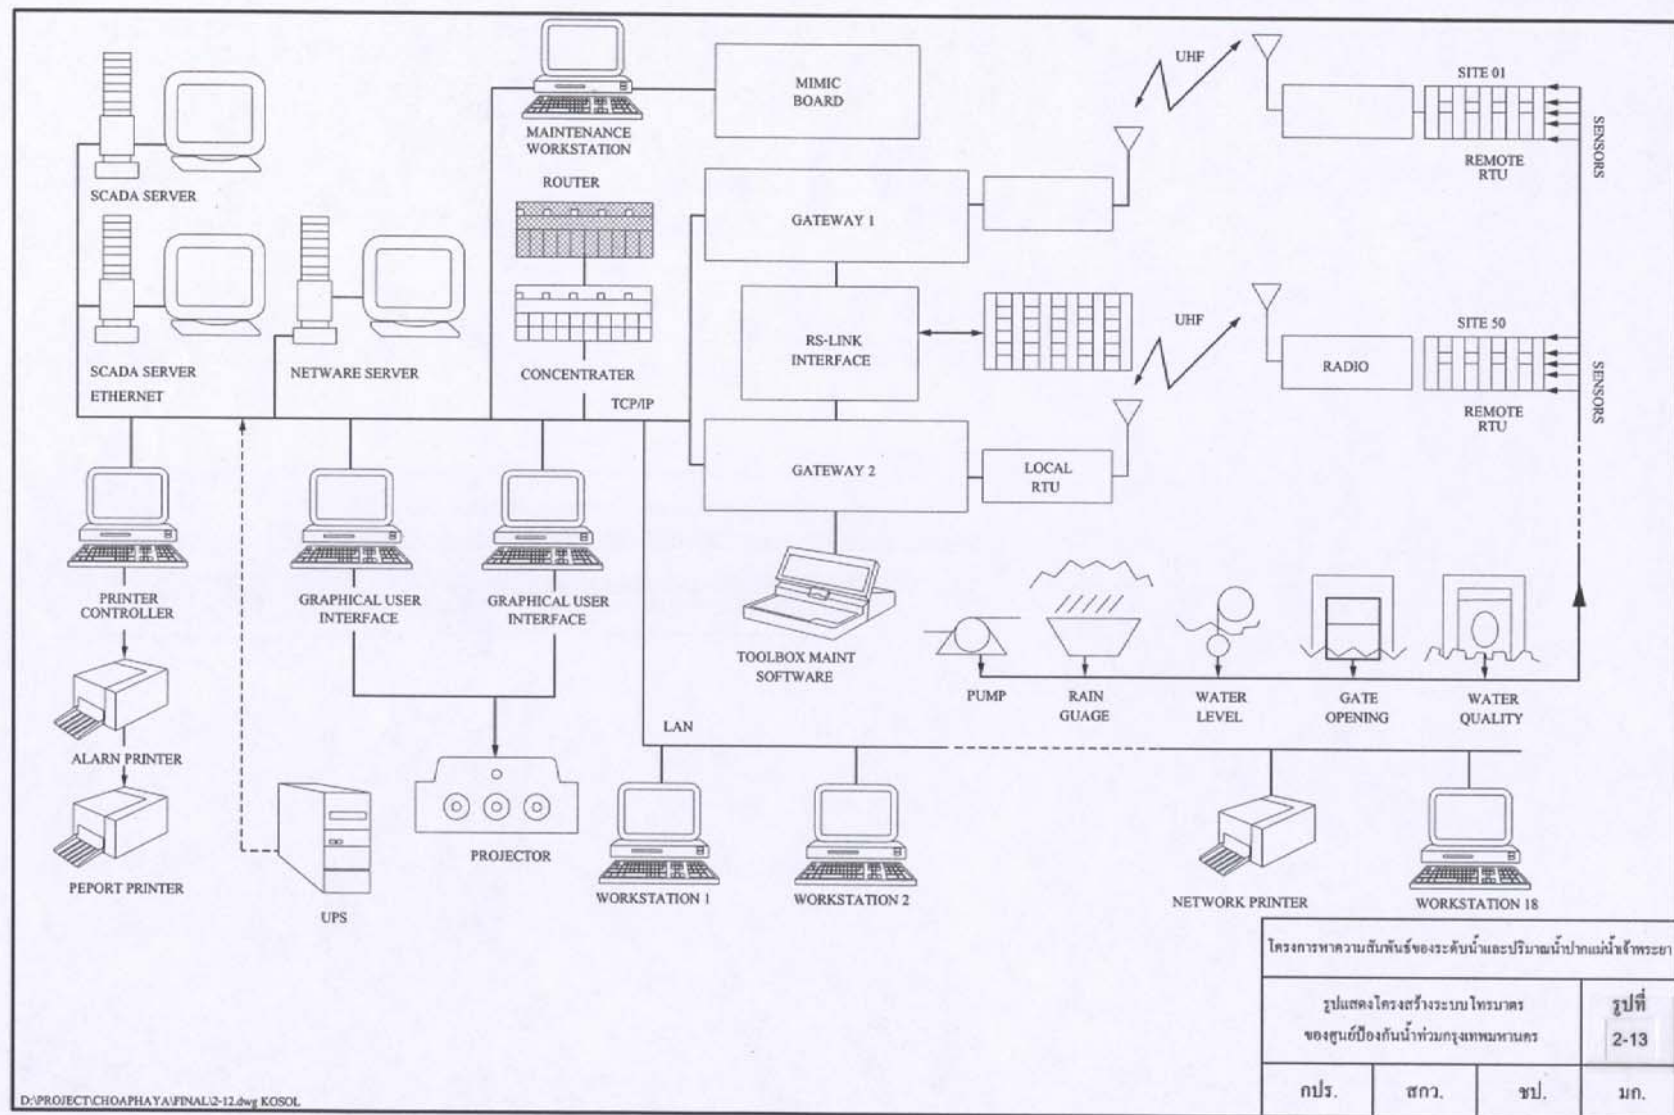 SCADA SERVER
SCADA SERVER
ETHERNET
NETWARE SERVER
MAINTENANCE
WORKSTATION
ROUTER
CONCENTRATER
TCP/IP
MIMIC
BOARD
GATEWAY 1
RS-LINK
INTERFACE
GATEWAY 2
LOCAL
RTU
UHF
SITE 01
REMOTE
RTU
SENSORS
UHF
RADIO
SITE 50
REMOTE
RTU
SENSORS
PRINTER
CONTROLLER
GRAPHICAL USER
INTERFACE
GRAPHICAL USER
INTERFACE
TOOLBOX MAINT
SOFTWARE
PUMP
RAIN
GUAGE
WATER
LEVEL
GATE
OPENING
WATER
QUALITY
ALARN PRINTER
PEPORT PRINTER
UPS
PROJECTOR
LAN
WORKSTATION 1
WORKSTATION 2
NETWORK PRINTER
WORKSTATION 18
โครงการหาความสัมพันธ์ของระดับน้ำและปริมาณน้ำปากแม่น้ำเจ้าพระยา
รูปแสดงโครงสร้างระบบโทรมาตร
ของศูนย์ป้องกันน้ำท่วมกรุงเทพมหานคร
รูปที่
2-13
กปร. สกว. ชป. มก.
D:\PROJECT\CHOAPHAYA\FINAL\2-12.dwg KOSOL